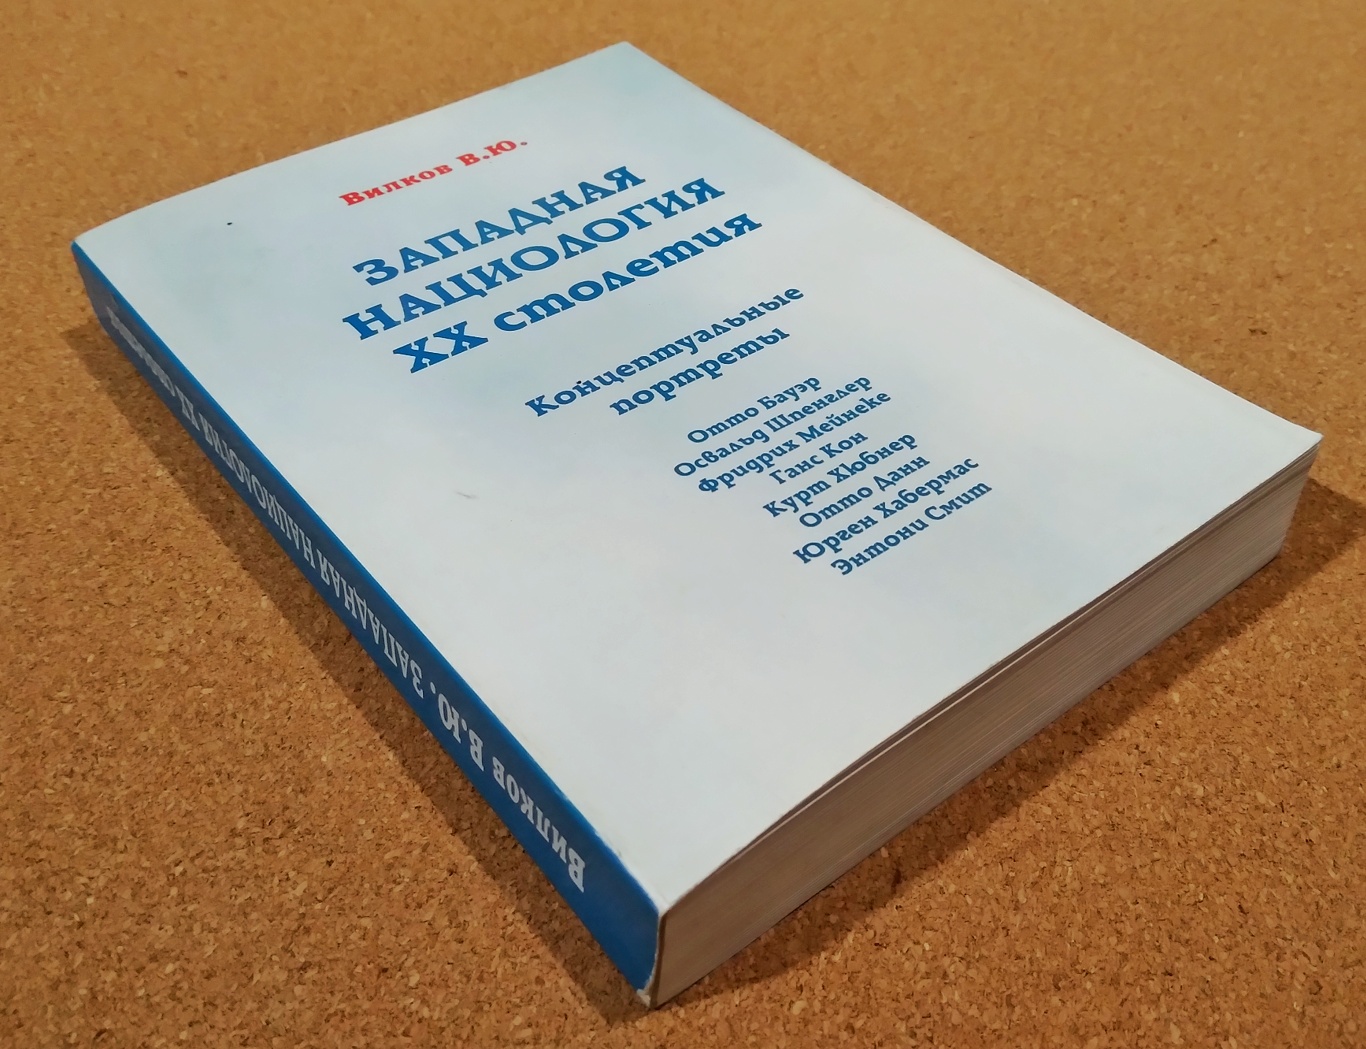 Вилков В.Ю.
ЗАПАДНАЯ
НАЦИОЛОГИЯ
XX столетия
Концептуальные
портреты
Отто Бауэр
Освальд Шпенглер
Фридрих Мейнеке
Ганс Кон
Курт Хюбнер
Отто Данн
Юрген Хабермас
Энтони Смит
Вилков В.Ю. ЗАПАДНАЯ НАЦИОЛОГИЯ XX столетия